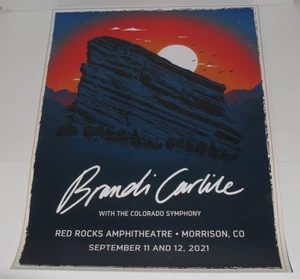 Brandi Carlile
WITH THE COLORADO SYMPHONY
RED ROCKS AMPHITHEATRE • MORRISON, CO
SEPTEMBER 11 AND 12, 2021